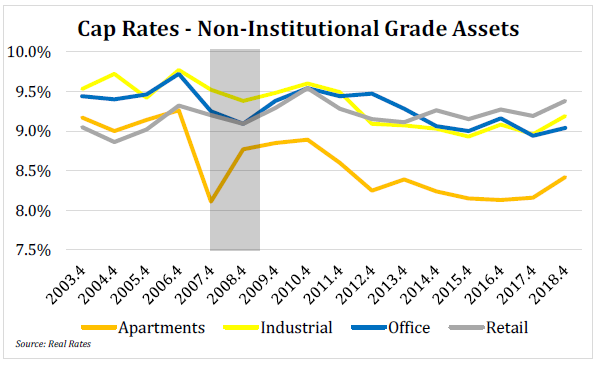 Cap Rates - Non-Institutional Grade Assets
10.0%
9.5%
9.0%
8.5%
8.0%
7.5%
2003.4 2004.4 2005.4 2006.4 2007.4 2008.4 2009.4 2010.4 2011.4 2012.4 2013.4 2014.4 2015.4 2016.4 2017.4 2018.4
Apartments Industrial Office Retail
Source: Real Rates